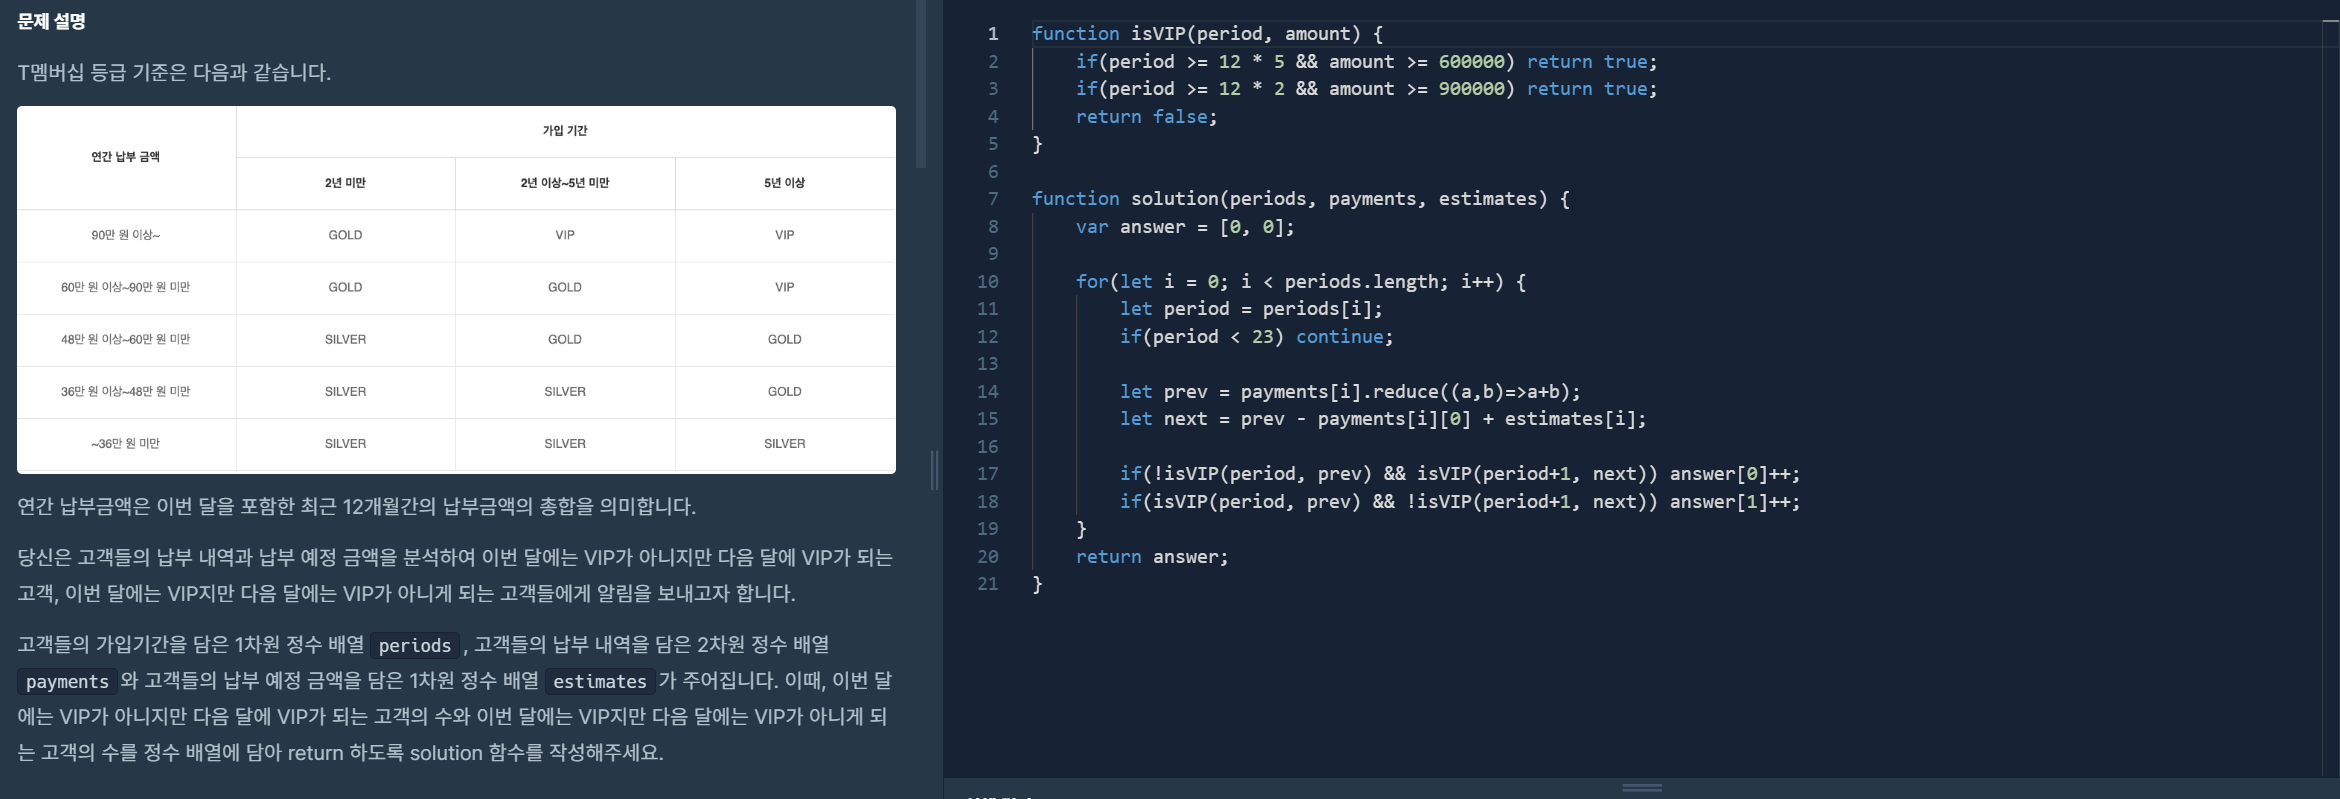 문제 설명
T멤버십 등급 기준은 다음과 같습니다.
연간 납부 금액
가입 기간
2년 미만
2년 이상~5년 미만
5년 이상
90만 원 이상~
GOLD
VIP
VIP
60만 원 이상~90만 원 미만
GOLD
GOLD
VIP
48만 원 이상~60만 원 미만
SILVER
GOLD
GOLD
36만 원 이상~48만 원 미만
SILVER
SILVER
GOLD
~36만 원 미만
SILVER
SILVER
SILVER
연간 납부금액은 이번 달을 포함한 최근 12개월간의 납부금액의 총합을 의미합니다.
당신은 고객들의 납부 내역과 납부 예정 금액을 분석하여 이번 달에는 VIP가 아니지만 다음 달에 VIP가 되는
고객, 이번 달에는 VIP지만 다음 달에는 VIP가 아니게 되는 고객들에게 알림을 보내고자 합니다.
고객들의 가입기간을 담은 1차원 정수 배열 periods, 고객들의 납부 내역을 담은 2차원 정수 배열
payments와 고객들의 납부 예정 금액을 담은 1차원 정수 배열 estimates가 주어집니다. 이때, 이번 달
에는 VIP가 아니지만 다음 달에 VIP가 되는 고객의 수와 이번 달에는 VIP지만 다음 달에는 VIP가 아니게 되
는 고객의 수를 정수 배열에 담아 return 하도록 solution 함수를 작성해주세요.
1 function isVIP(period, amount) {
2     if(period >= 12 * 5 && amount >= 600000) return true;
3     if(period >= 12 * 2 && amount >= 900000) return true;
4     return false;
5 }
6
7 function solution(periods, payments, estimates) {
8     var answer = [0, 0];
9
10     for(let i = 0; i < periods.length; i++) {
11         let period = periods[i];
12         if(period < 23) continue;
13
14         let prev = payments[i].reduce((a,b)=>a+b);
15         let next = prev - payments[i][0] + estimates[i];
16
17         if(!isVIP(period, prev) && isVIP(period+1, next)) answer[0]++;
18         if(isVIP(period, prev) && !isVIP(period+1, next)) answer[1]++;
19     }
20     return answer;
21 }